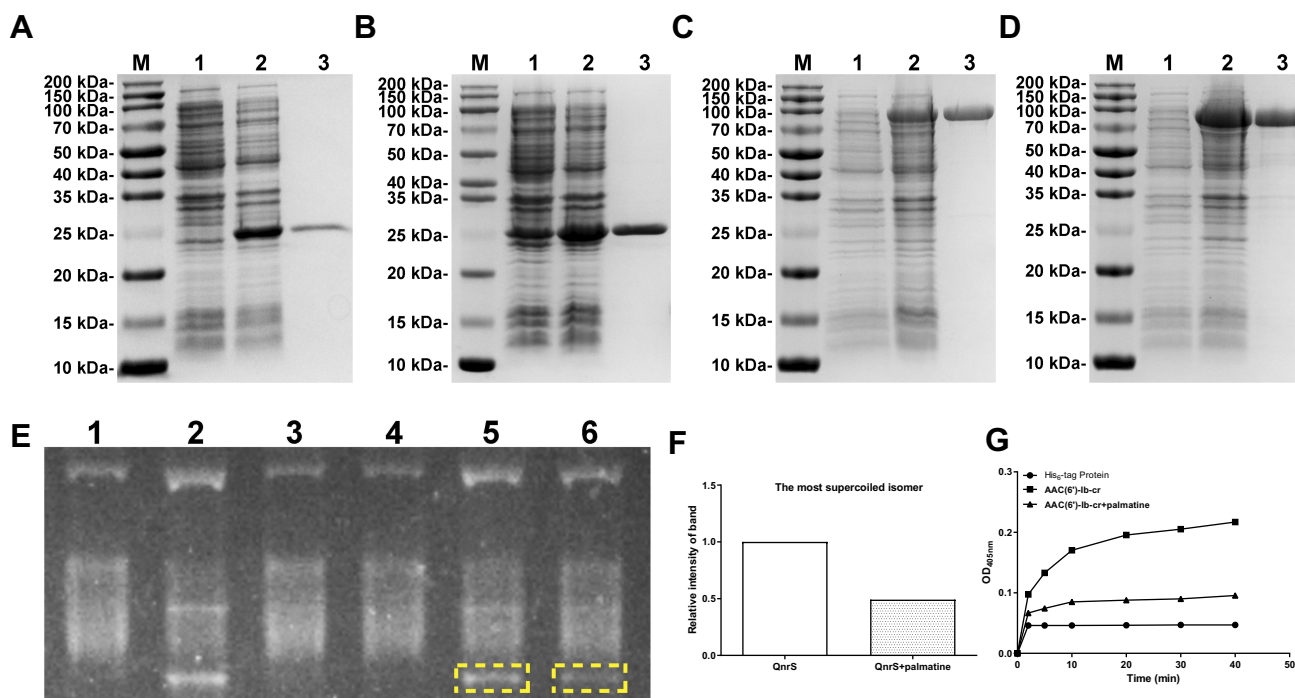 A
M 1 2 3
200 kDa-
150 kDa-
100 kDa-
70 kDa-
50 kDa-
40 kDa-
35 kDa-
25 kDa-
20 kDa-
15 kDa-
10 kDa-
B
M 1 2 3
200 kDa-
150 kDa-
100 kDa-
70 kDa-
50 kDa-
40 kDa-
35 kDa-
25 kDa-
20 kDa-
15 kDa-
10 kDa-
C
M 1 2 3
200 kDa-
150 kDa-
100 kDa-
70 kDa-
50 kDa-
40 kDa-
35 kDa-
25 kDa-
20 kDa-
15 kDa-
10 kDa-
D
M 1 2 3
200 kDa-
150 kDa-
100 kDa-
70 kDa-
50 kDa-
40 kDa-
35 kDa-
25 kDa-
20 kDa-
15 kDa-
10 kDa-
E
1 2 3 4 5 6
F
The most supercoiled isomer
Relative intensity of band
1.5
1.0
0.5
0.0
QnrS QnrS+palmatine
G
His6-tag Protein
AAC(6')-Ib-cr
AAC(6')-Ib-cr+palmatine
OD405nm
0.2
0.1
0.0
0 10 20 30 40 50
Time (min)